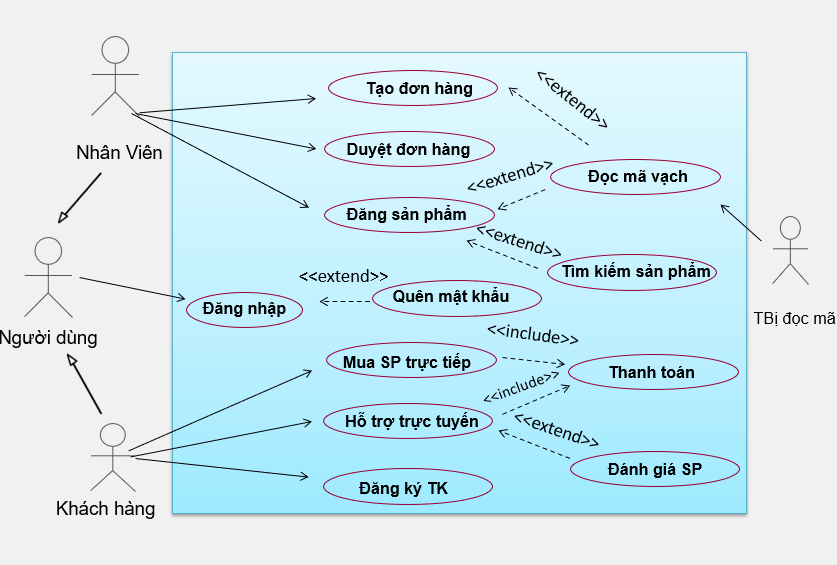 Nhân Viên
Người dùng
Khách hàng
TBị đọc mã
Tạo đơn hàng
<<extend>>
Duyệt đơn hàng
<<extend>>
Đọc mã vạch
Đăng sản phẩm
<<extend>>
Tìm kiếm sản phẩm
<<extend>>
Đăng nhập
Quên mật khẩu
<<include>>
Mua SP trực tiếp
Thanh toán
<<include>>
Hỗ trợ trực tuyến
<<extend>>
Đánh giá SP
Đăng ký TK